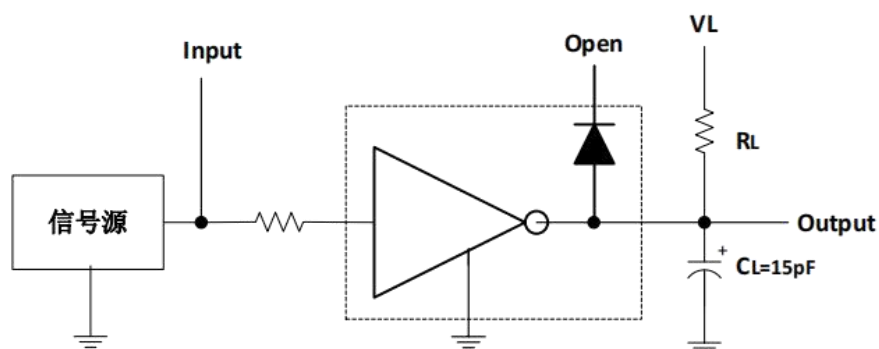 VL
Open
Input
RL
信号源
Output
+
CL=15pF